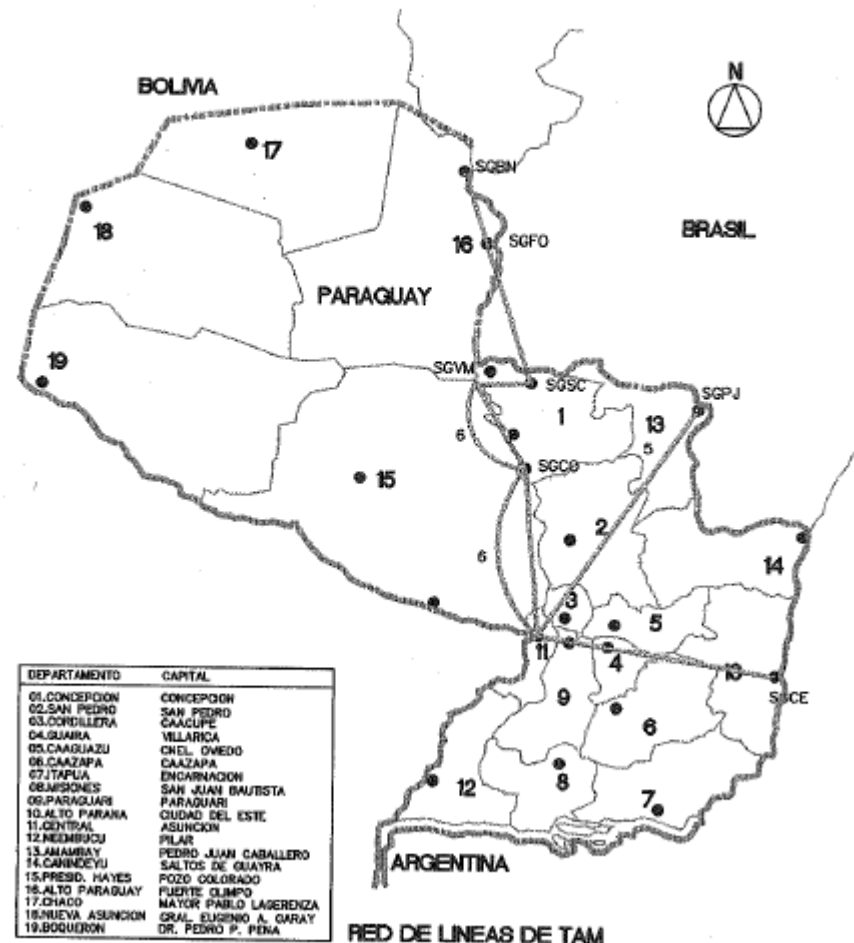 N
BOLIVIA
17
SGBN
18
BRASIL
16
SGFO
PARAGUAY
19
SGVM
SGSC
SGPJ
1
13
6
5
SGCO
15
2
6
14
3
5
11
4
10
SGCE
9
6
12
8
7
ARGENTINA
DEPARTAMENTO CAPITAL
01.CONCEPCION CONCEPCION
02.SAN PEDRO SAN PEDRO
03.CORDILLERA CAACUPE
04.GUAIRA VILLARICA
05.CAAGUAZU CNEL. OVIEDO
06.CAAZAPA CAAZAPA
07.ITAPUA ENCARNACION
08.MISIONES SAN JUAN BAUTISTA
09.PARAGUARI PARAGUARI
10.ALTO PARANA CIUDAD DEL ESTE
11.CENTRAL ASUNCION
12.NEEMBUCU PILAR
13.AMAMBAY PEDRO JUAN CABALLERO
14.CANINDEYU SALTOS DE GUAYRA
15.PRESID. HAYES POZO COLORADO
16.ALTO PARAGUAY FUERTE OLIMPO
17.CHACO MAYOR PABLO LAGERENZA
18.NUEVA ASUNCION GRAL. EUGENIO A. GARAY
19.BOQUERON DR. PEDRO P. PENA
RED DE LINEAS DE TAM